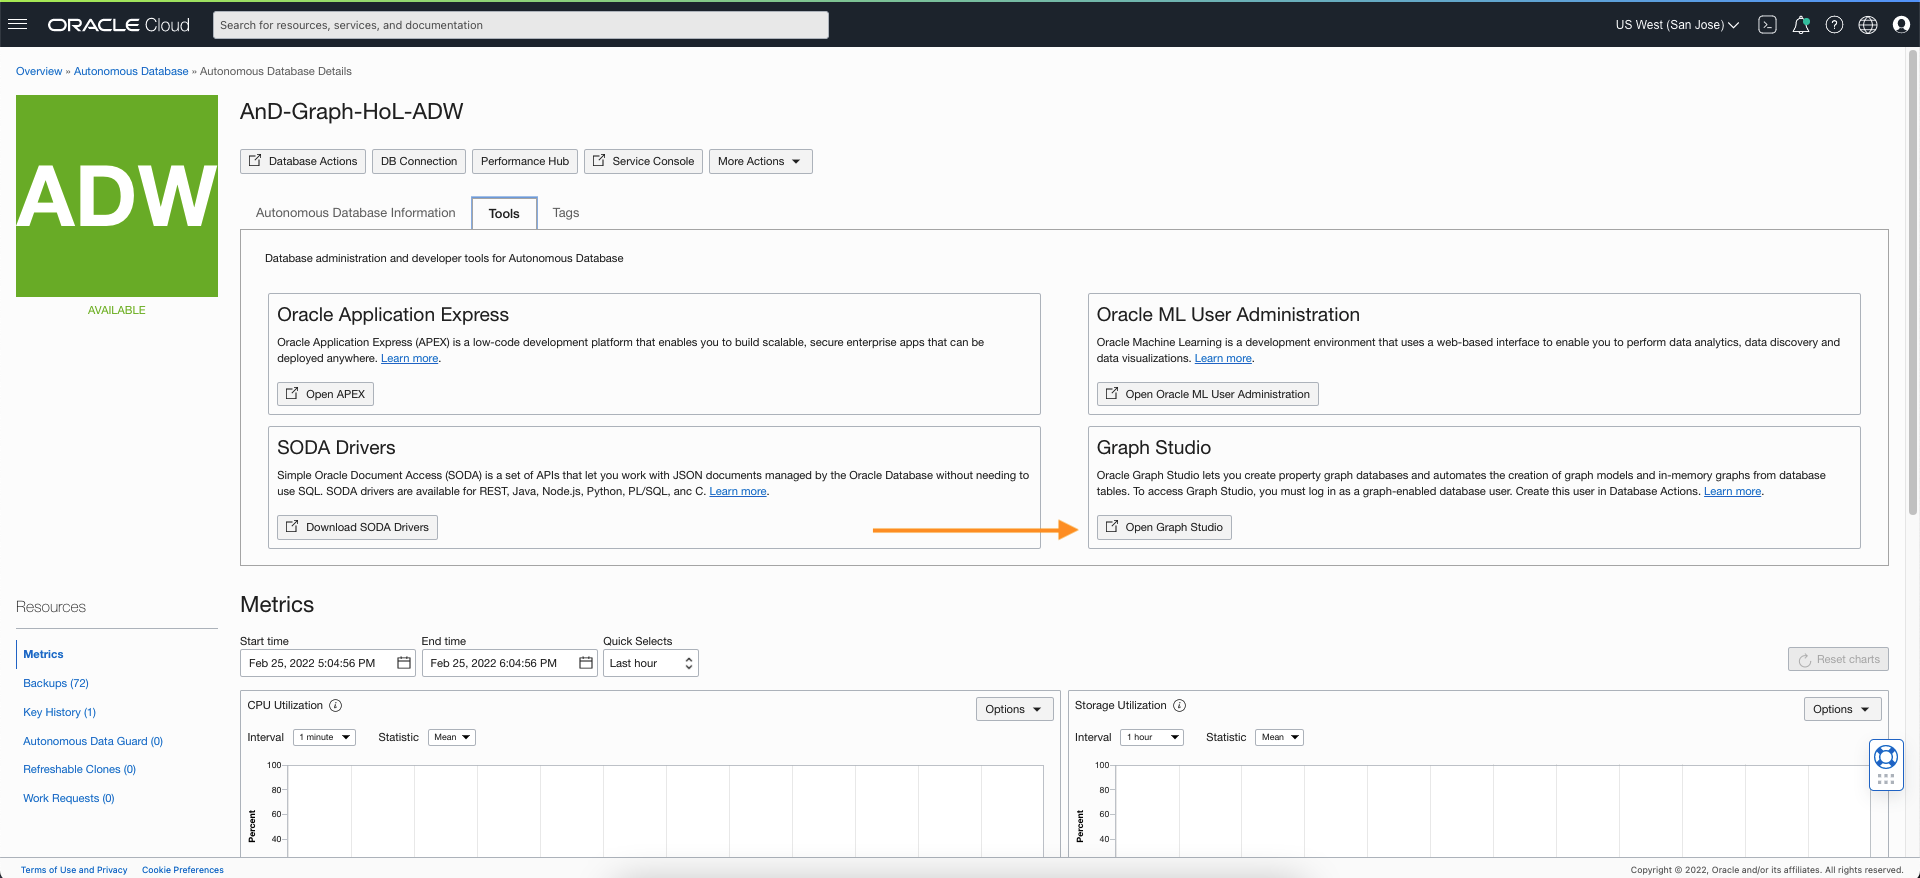 ORACLE Cloud
Search for resources, services, and documentation
US West (San Jose)
Overview » Autonomous Database » Autonomous Database Details
ADW
AVAILABLE
AnD-Graph-HoL-ADW
Database Actions
DB Connection
Performance Hub
Service Console
More Actions
Autonomous Database Information
Tools
Tags
Database administration and developer tools for Autonomous Database
Oracle Application Express
Oracle Application Express (APEX) is a low-code development platform that enables you to build scalable, secure enterprise apps that can be
deployed anywhere. Learn more.
Open APEX
Oracle ML User Administration
Oracle Machine Learning is a development environment that uses a web-based interface to enable you to perform data analytics, data discovery and
data visualizations. Learn more.
Open Oracle ML User Administration
SODA Drivers
Simple Oracle Document Access (SODA) is a set of APIs that let you work with JSON documents managed by the Oracle Database without needing to
use SQL. SODA drivers are available for REST, Java, Node.js, Python, PL/SQL, anc C. Learn more.
Download SODA Drivers
Graph Studio
Oracle Graph Studio lets you create property graph databases and automates the creation of graph models and in-memory graphs from database
tables. To access Graph Studio, you must log in as a graph-enabled database user. Create this user in Database Actions. Learn more.
Open Graph Studio
Resources
Metrics
Backups (72)
Key History (1)
Autonomous Data Guard (0)
Refreshable Clones (0)
Work Requests (0)
Metrics
Start time
End time
Quick Selects
Feb 25, 2022 5:04:56 PM
Feb 25, 2022 6:04:56 PM
Last hour
Reset charts
CPU Utilization
Options
Interval
1 minute
Statistic
Mean
100
80
60
40
Percent
Storage Utilization
Options
Interval
1 hour
Statistic
Mean
100
80
60
40
Percent
Terms of Use and Privacy
Cookie Preferences
Copyright © 2022, Oracle and/or its affiliates. All rights reserved.